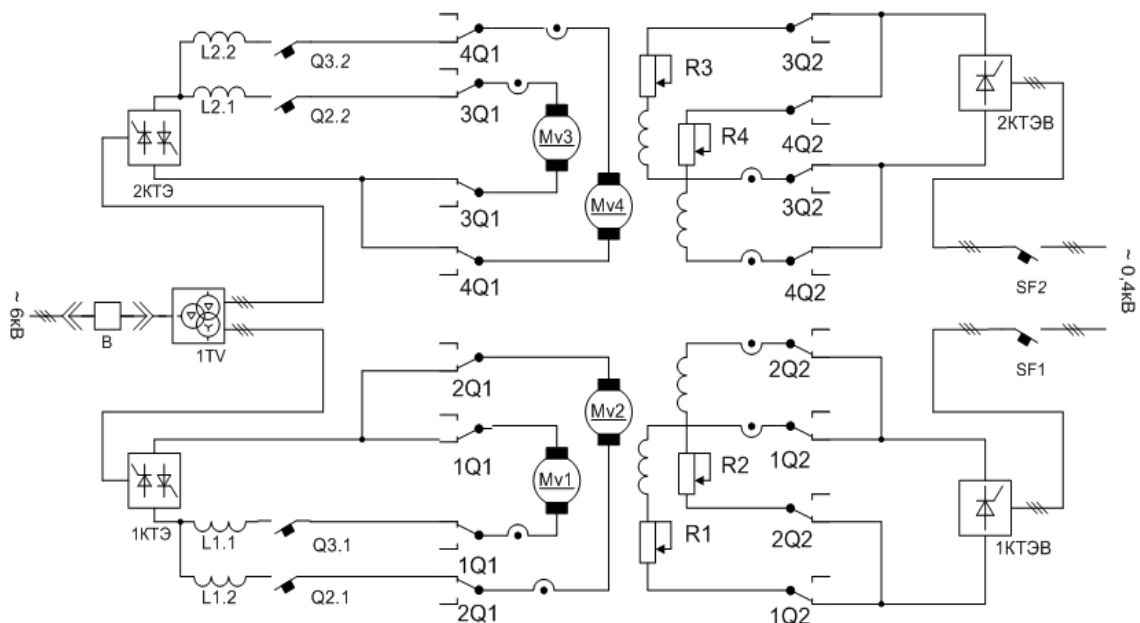 L2.2
Q3.2
4Q1
3Q2
L2.1
Q2.2
3Q1
R3
Mv3
R4
4Q2
2КТЭВ
2КТЭ
3Q1
Mv4
3Q2
4Q1
4Q2
SF2
~ 0,4кВ
~ 6кВ
В
1TV
SF1
2Q1
2Q2
Mv2
1Q1
1Q2
Mv1
R2
1КТЭ
L1.1
Q3.1
1Q1
R1
2Q2
1КТЭВ
L1.2
Q2.1
2Q1
1Q2